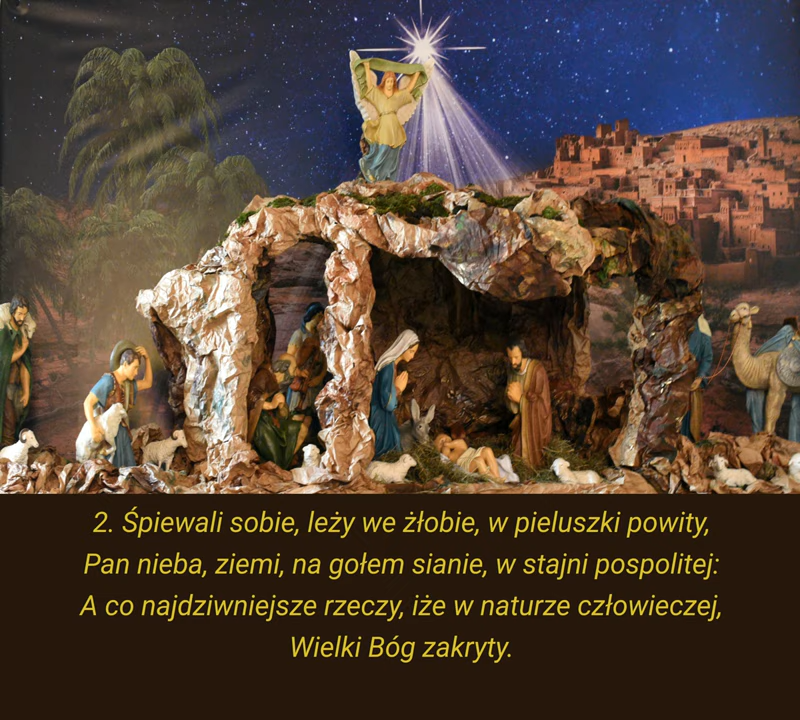 2. Śpiewali sobie, leży we żłobie, w pieluszki powity,
Pan nieba, ziemi, na gołem sianie, w stajni pospolitej:
A co najdziwniejsze rzeczy, iże w naturze człowieczej,
Wielki Bóg zakryty.